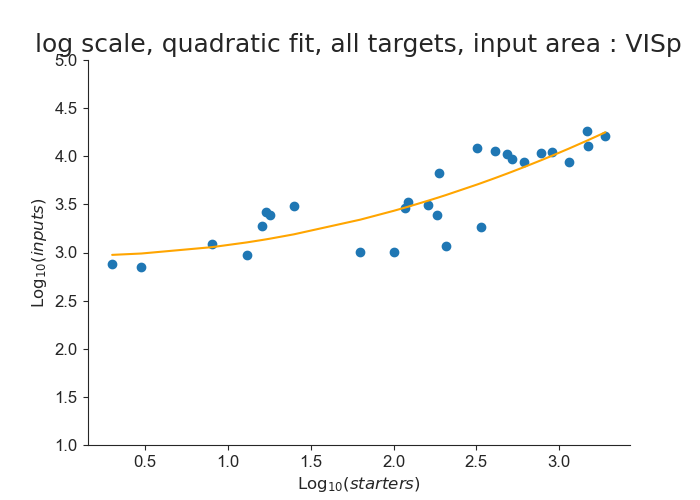 log scale, quadratic fit, all targets, input area : VISp
5.0
4.5
4.0
3.5
3.0
2.5
2.0
1.5
1.0
Log10(inputs)
0.5 1.0 1.5 2.0 2.5 3.0
Log10(starters)